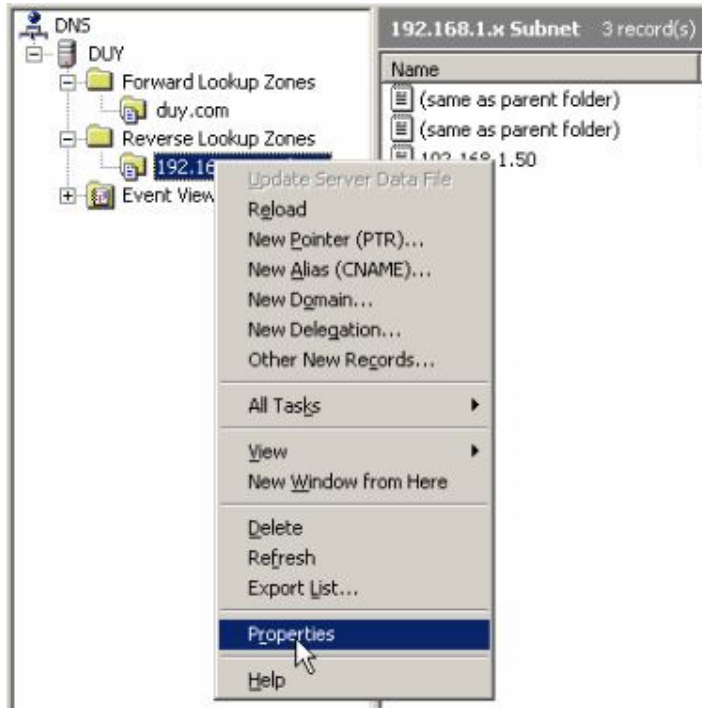 DNS
DUY
Forward Lookup Zones
duy.com
Reverse Lookup Zones
192.16
Event View
192.168.1.x Subnet 3 record(s)
Name
(same as parent folder)
(same as parent folder)
192.168.1.50
Update Server Data File
Reload
New Pointer (PTR)...
New Alias (CNAME)...
New Domain...
New Delegation...
Other New Records...
All Tasks
View
New Window from Here
Delete
Refresh
Export List...
Properties
Help